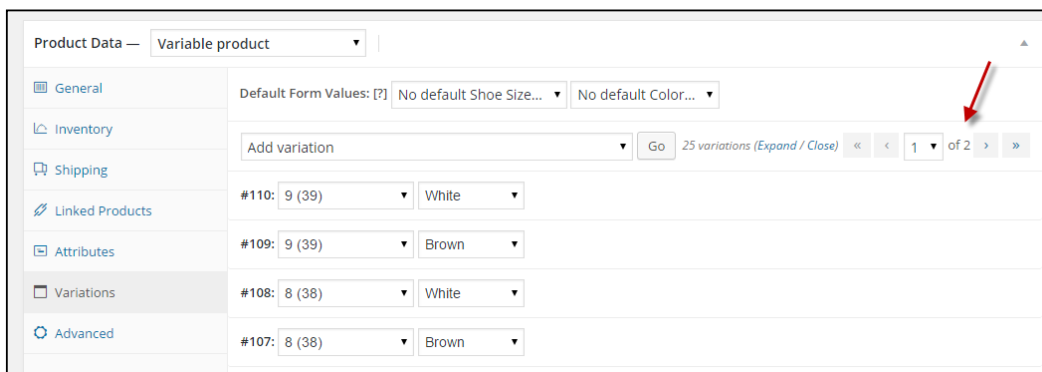 Product Data — Variable product
General
Inventory
Shipping
Linked Products
Attributes
Variations
Advanced
Default Form Values: [?] No default Shoe Size... No default Color...
Add variation Go 25 variations (Expand / Close) « ‹ 1 of 2 › »
#110: 9 (39) White
#109: 9 (39) Brown
#108: 8 (38) White
#107: 8 (38) Brown